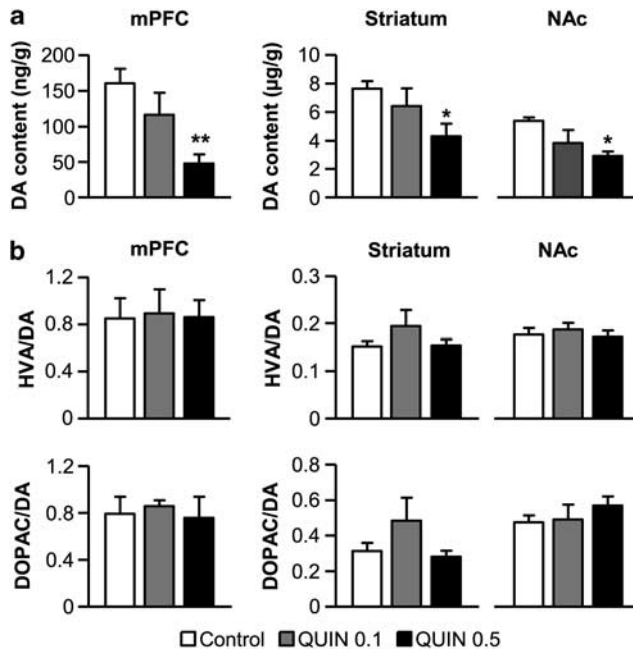 a
mPFC
Striatum
NAc
DA content (ng/g)
200
150
100
50
0
**
DA content (µg/g)
8
6
4
2
0
*
*
b
mPFC
Striatum
NAc
HVA/DA
1.2
0.8
0.4
0
HVA/DA
0.3
0.2
0.1
0
DOPAC/DA
1.2
0.8
0.4
0
DOPAC/DA
0.8
0.6
0.4
0.2
0
Control QUIN 0.1 QUIN 0.5